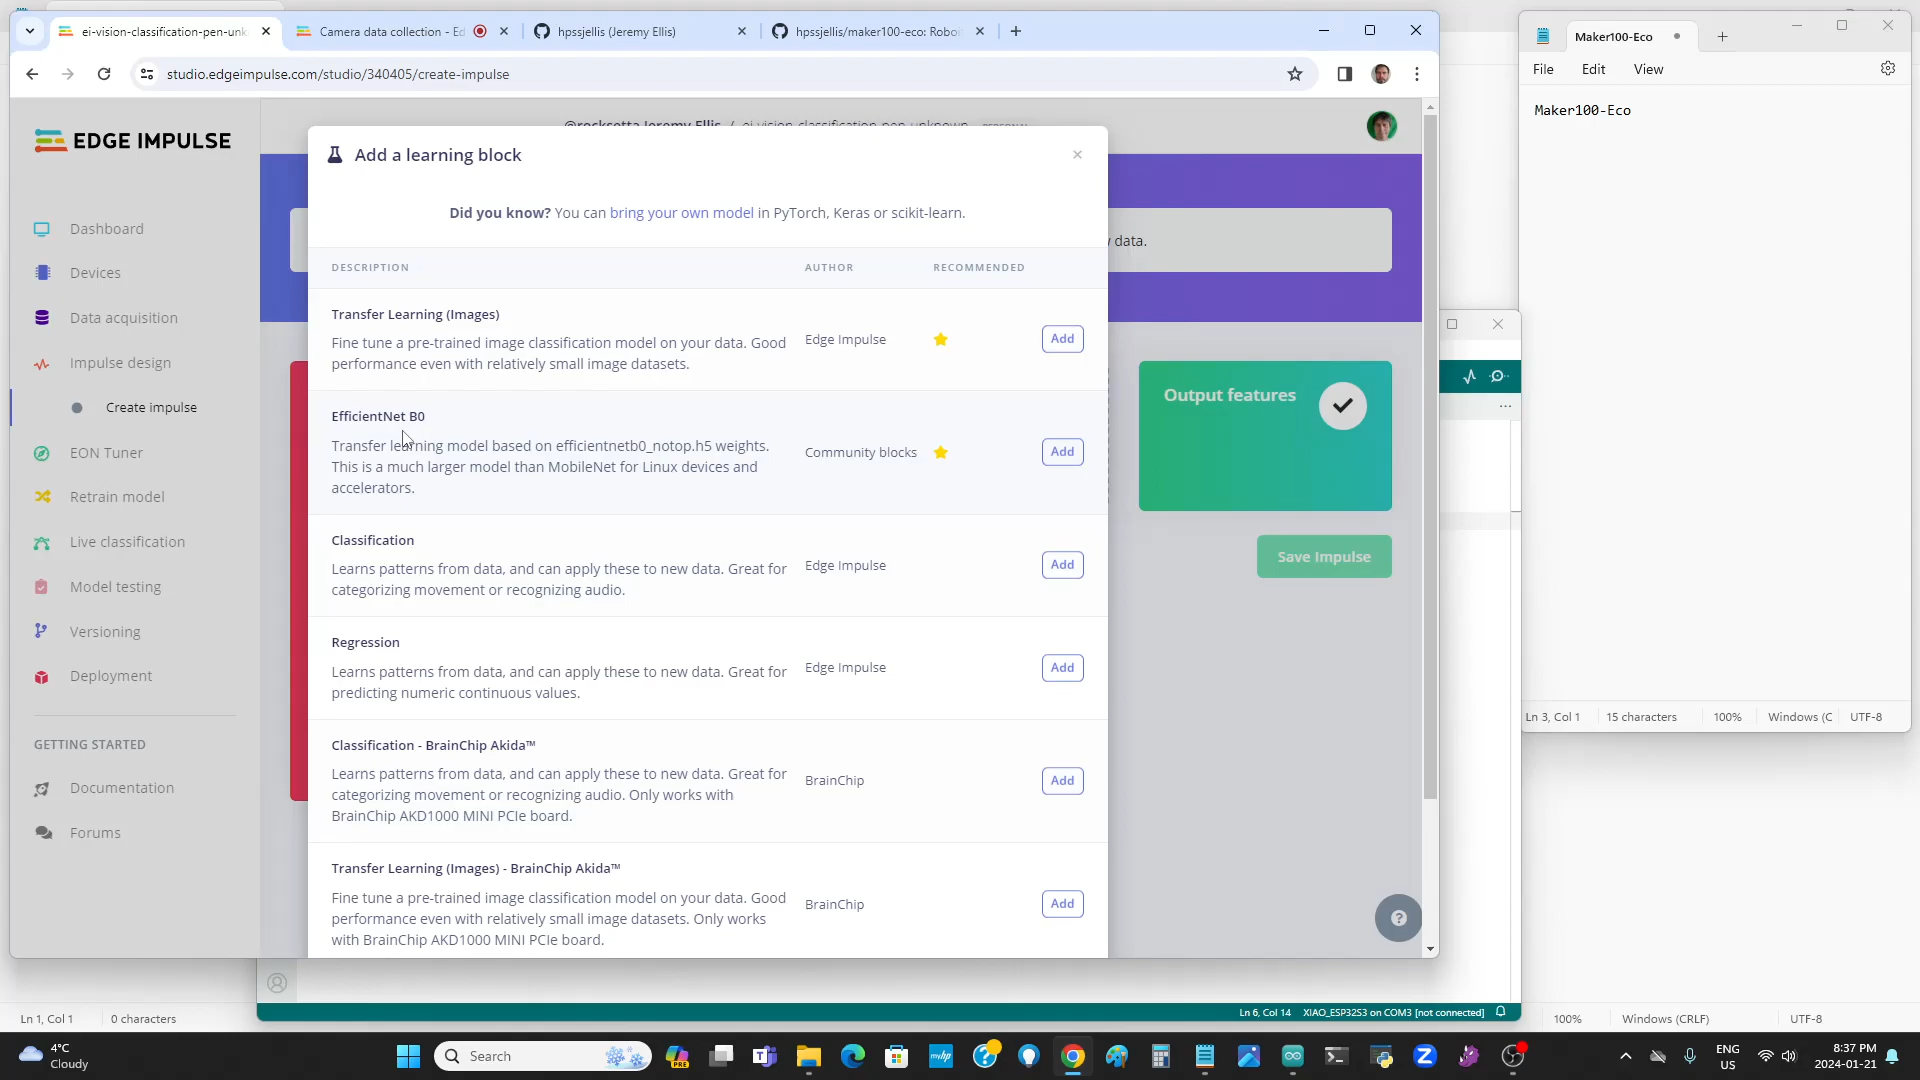 ei-vision-classification-pen-unk
Camera data collection - Ed
hpssjellis (Jeremy Ellis)
hpssjellis/maker100-eco: Robo
studio.edgeimpulse.com/studio/340405/create-impulse
Maker100-Eco
File Edit View
Maker100-Eco
EDGE IMPULSE
@rocksetta Jeremy Ellis / ei-vision-classification-pen-unknown PERSONAL
Dashboard
Devices
Data acquisition
Impulse design
Create impulse
EON Tuner
Retrain model
Live classification
Model testing
Versioning
Deployment
GETTING STARTED
Documentation
Forums
Add a learning block
×
Did you know? You can bring your own model in PyTorch, Keras or scikit-learn.
DESCRIPTION AUTHOR RECOMMENDED
Transfer Learning (Images)
Fine tune a pre-trained image classification model on your data. Good
performance even with relatively small image datasets.
Edge Impulse
Add
EfficientNet B0
Transfer learning model based on efficientnetb0_notop.h5 weights.
This is a much larger model than MobileNet for Linux devices and
accelerators.
Community blocks
Add
Classification
Learns patterns from data, and can apply these to new data. Great for
categorizing movement or recognizing audio.
Edge Impulse
Add
Regression
Learns patterns from data, and can apply these to new data. Great for
predicting numeric continuous values.
Edge Impulse
Add
Classification - BrainChip Akida™
Learns patterns from data, and can apply these to new data. Great for
categorizing movement or recognizing audio. Only works with
BrainChip AKD1000 MINI PCIe board.
BrainChip
Add
Transfer Learning (Images) - BrainChip Akida™
Fine tune a pre-trained image classification model on your data. Good
performance even with relatively small image datasets. Only works
with BrainChip AKD1000 MINI PCIe board.
BrainChip
Add
data.
Output features
Save Impulse
?
Ln 3, Col 1 15 characters 100% Windows (C UTF-8
Ln 6, Col 14 XIAO_ESP32S3 on COM3 [not connected]
Ln 1, Col 1 0 characters 100% Windows (CRLF) UTF-8
4°C
Cloudy
Search
PRE
myhp
ENG
US
8:37 PM
2024-01-21